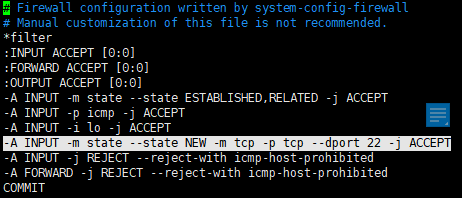 # Firewall configuration written by system-config-firewall
# Manual customization of this file is not recommended.
*filter
:INPUT ACCEPT [0:0]
:FORWARD ACCEPT [0:0]
:OUTPUT ACCEPT [0:0]
-A INPUT -m state --state ESTABLISHED,RELATED -j ACCEPT
-A INPUT -p icmp -j ACCEPT
-A INPUT -i lo -j ACCEPT
-A INPUT -m state --state NEW -m tcp -p tcp --dport 22 -j ACCEPT
-A INPUT -j REJECT --reject-with icmp-host-prohibited
-A FORWARD -j REJECT --reject-with icmp-host-prohibited
COMMIT